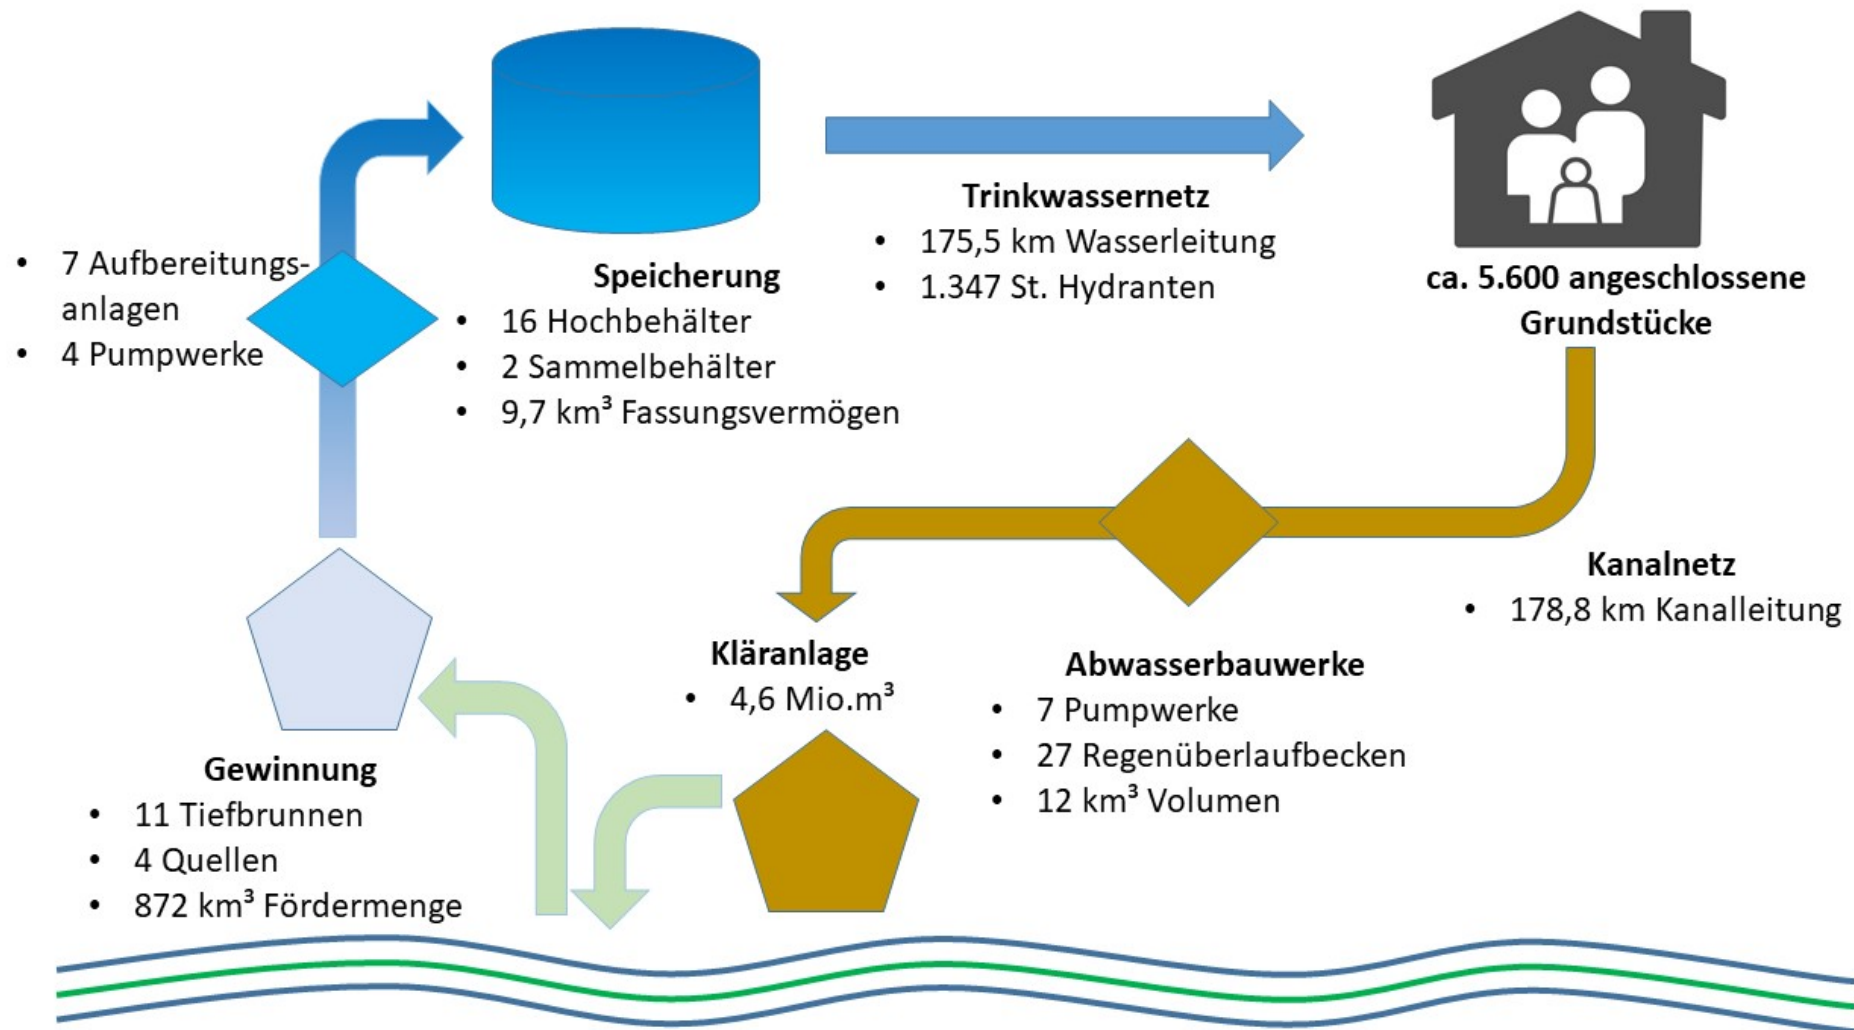 • 7 Aufbereitungs-
anlagen
• 4 Pumpwerke
Speicherung
• 16 Hochbehälter
• 2 Sammelbehälter
• 9,7 km³ Fassungsvermögen
Trinkwassernetz
• 175,5 km Wasserleitung
• 1.347 St. Hydranten
ca. 5.600 angeschlossene
Grundstücke
Kanalnetz
• 178,8 km Kanalleitung
Abwasserbauwerke
• 7 Pumpwerke
• 27 Regenüberlaufbecken
• 12 km³ Volumen
Kläranlage
• 4,6 Mio.m³
Gewinnung
• 11 Tiefbrunnen
• 4 Quellen
• 872 km³ Fördermenge